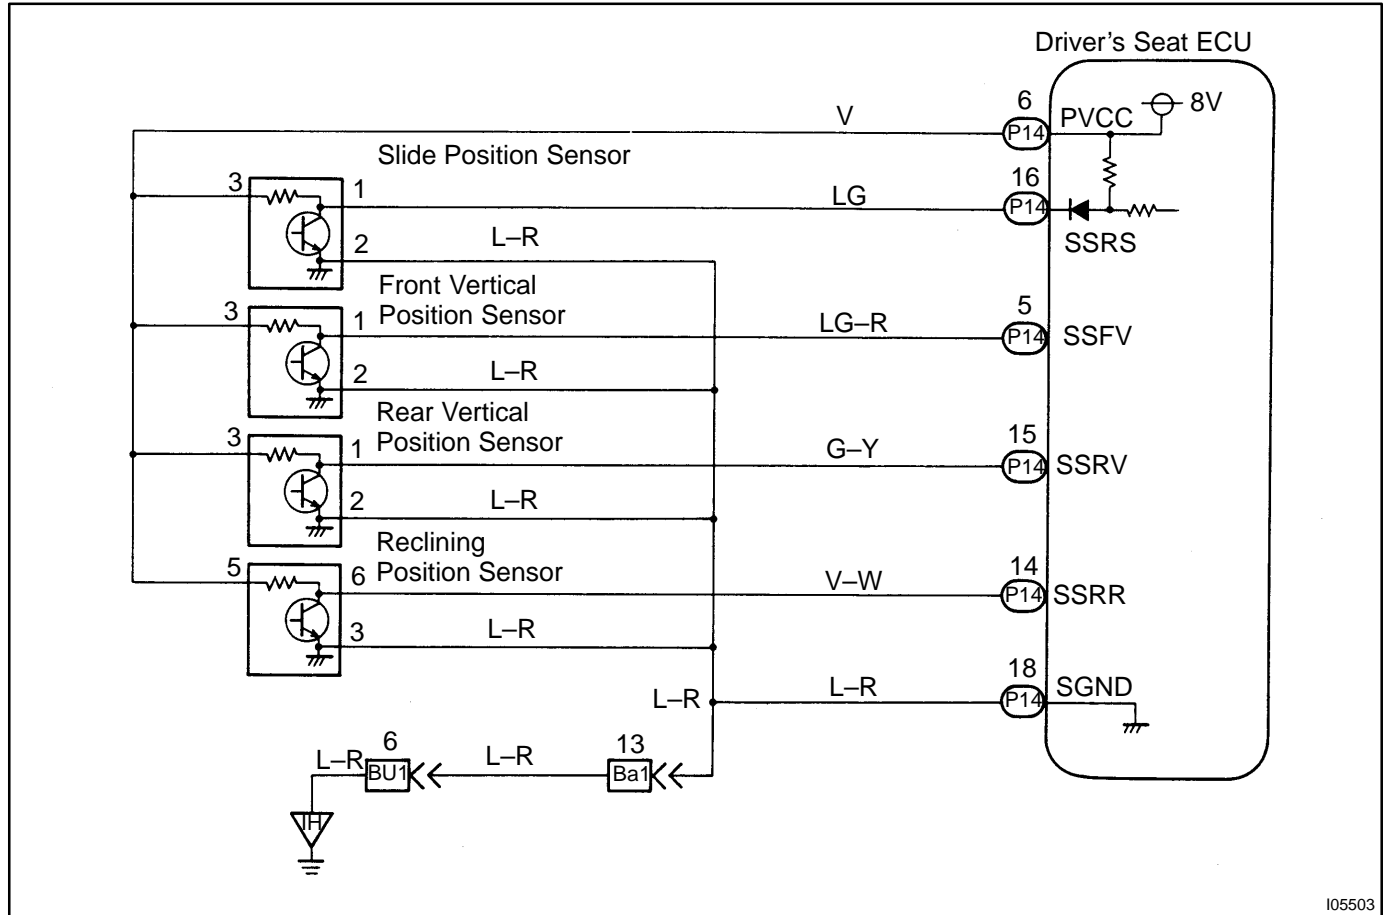 Driver's Seat ECU
6
8V
V
P14
PVCC
Slide Position Sensor
3
1
LG
16
P14
SSRS
L–R
2
Front Vertical
Position Sensor
3
1
LG–R
5
P14
SSFV
L–R
2
Rear Vertical
Position Sensor
3
1
G–Y
15
P14
SSRV
L–R
2
Reclining
Position Sensor
5
6
V–W
14
P14
SSRR
L–R
3
L–R
L–R
18
P14
SGND
L–R
6
BU1
L–R
13
Ba1
IH
I05503